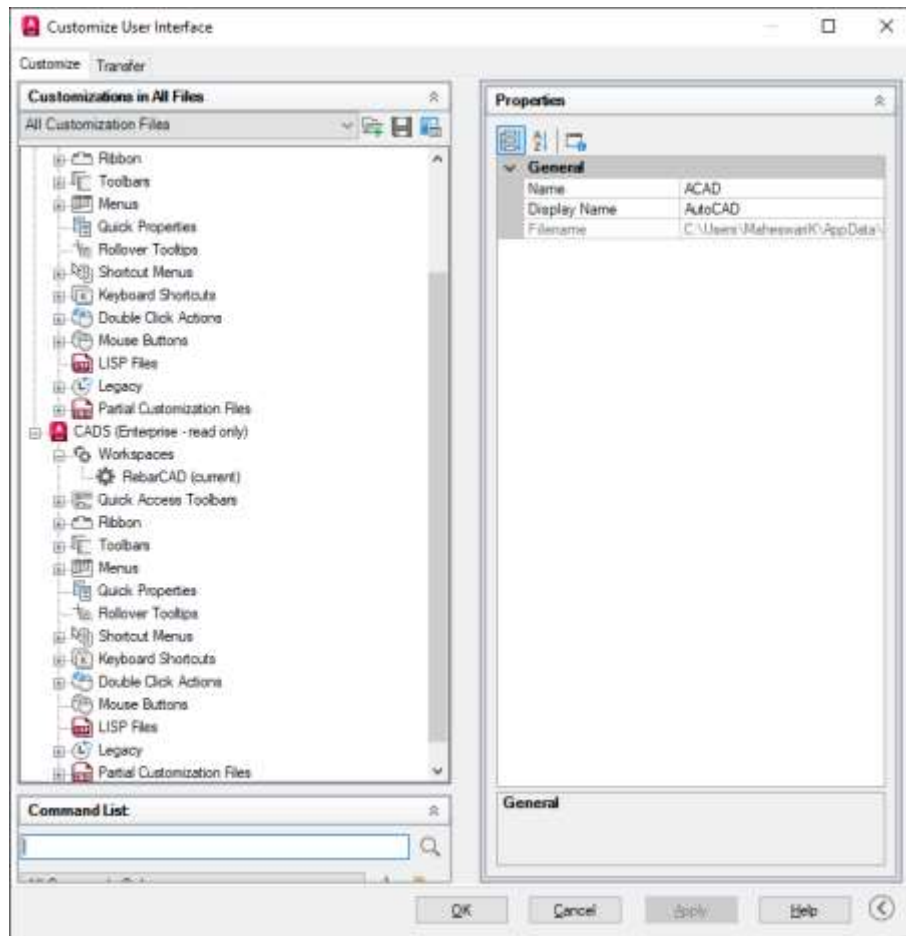 Customize User Interface
Customize Transfer
Customizations in All Files
All Customization Files
Ribbon
Toolbars
Menus
Quick Properties
Rollover Tooltips
Shortcut Menus
Keyboard Shortcuts
Double Click Actions
Mouse Buttons
LISP Files
Legacy
Partial Customization Files
CADS (Enterprise - read only)
Workspaces
RebarCAD (current)
Quick Access Toolbars
Ribbon
Toolbars
Menus
Quick Properties
Rollover Tooltips
Shortcut Menus
Keyboard Shortcuts
Double Click Actions
Mouse Buttons
LISP Files
Legacy
Partial Customization Files
Command List:
Properties
General
Name ACAD
Display Name AutoCAD
Filename C:\Users\MaheswariK\AppData\
General
OK Cancel Apply Help